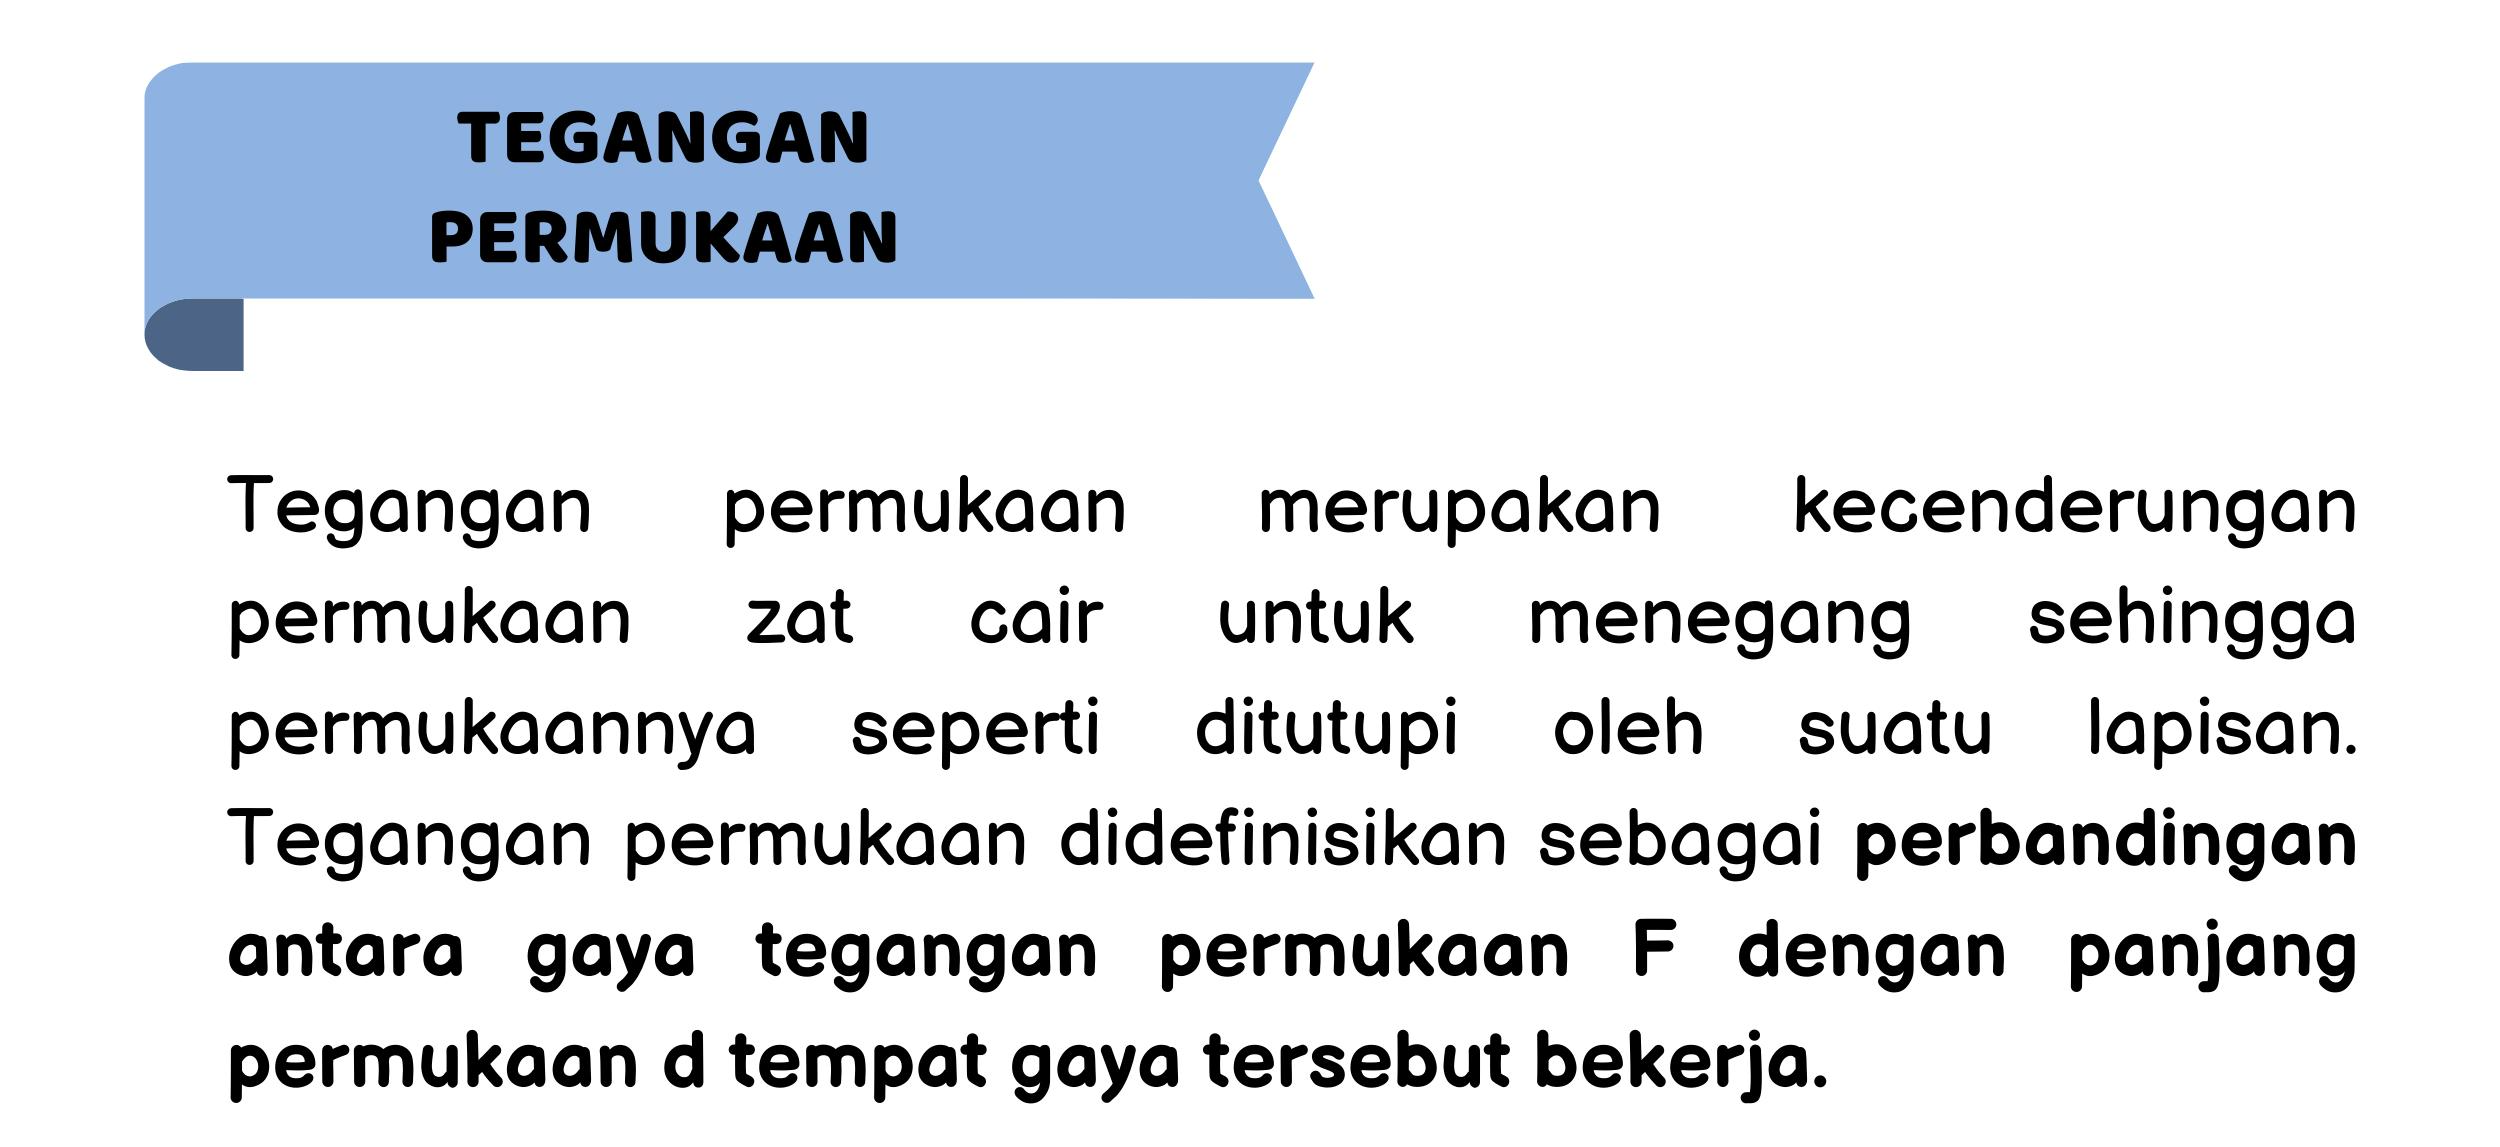 TEGANGAN
PERMUKAAN
Tegangan permukaan merupakan kecenderungan
permukaan zat cair untuk menegang sehingga
permukaannya seperti ditutupi oleh suatu lapisan.
Tegangan permukaan didefinisikan sebagai perbandingan
antara gaya tegangan permukaan F dengan panjang
permukaan d tempat gaya tersebut bekerja.